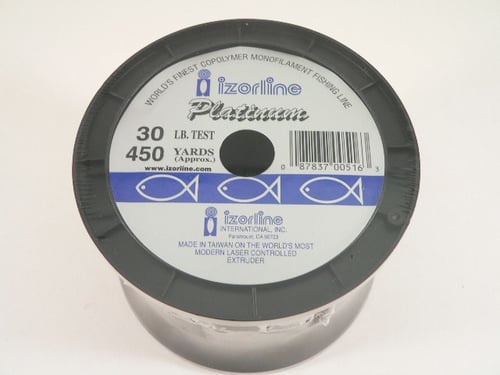 WORLD'S FINEST COPOLYMER MONOFILAMENT FISHING LINE
izorline
Platinum
30 LB. TEST
450 YARDS
(Approx.)
www.izorline.com
0 87837 00516 3
izorline
INTERNATIONAL, INC.
Paramount, CA 90723
MADE IN TAIWAN ON THE WORLD'S MOST
MODERN LASER CONTROLLED
EXTRUDER